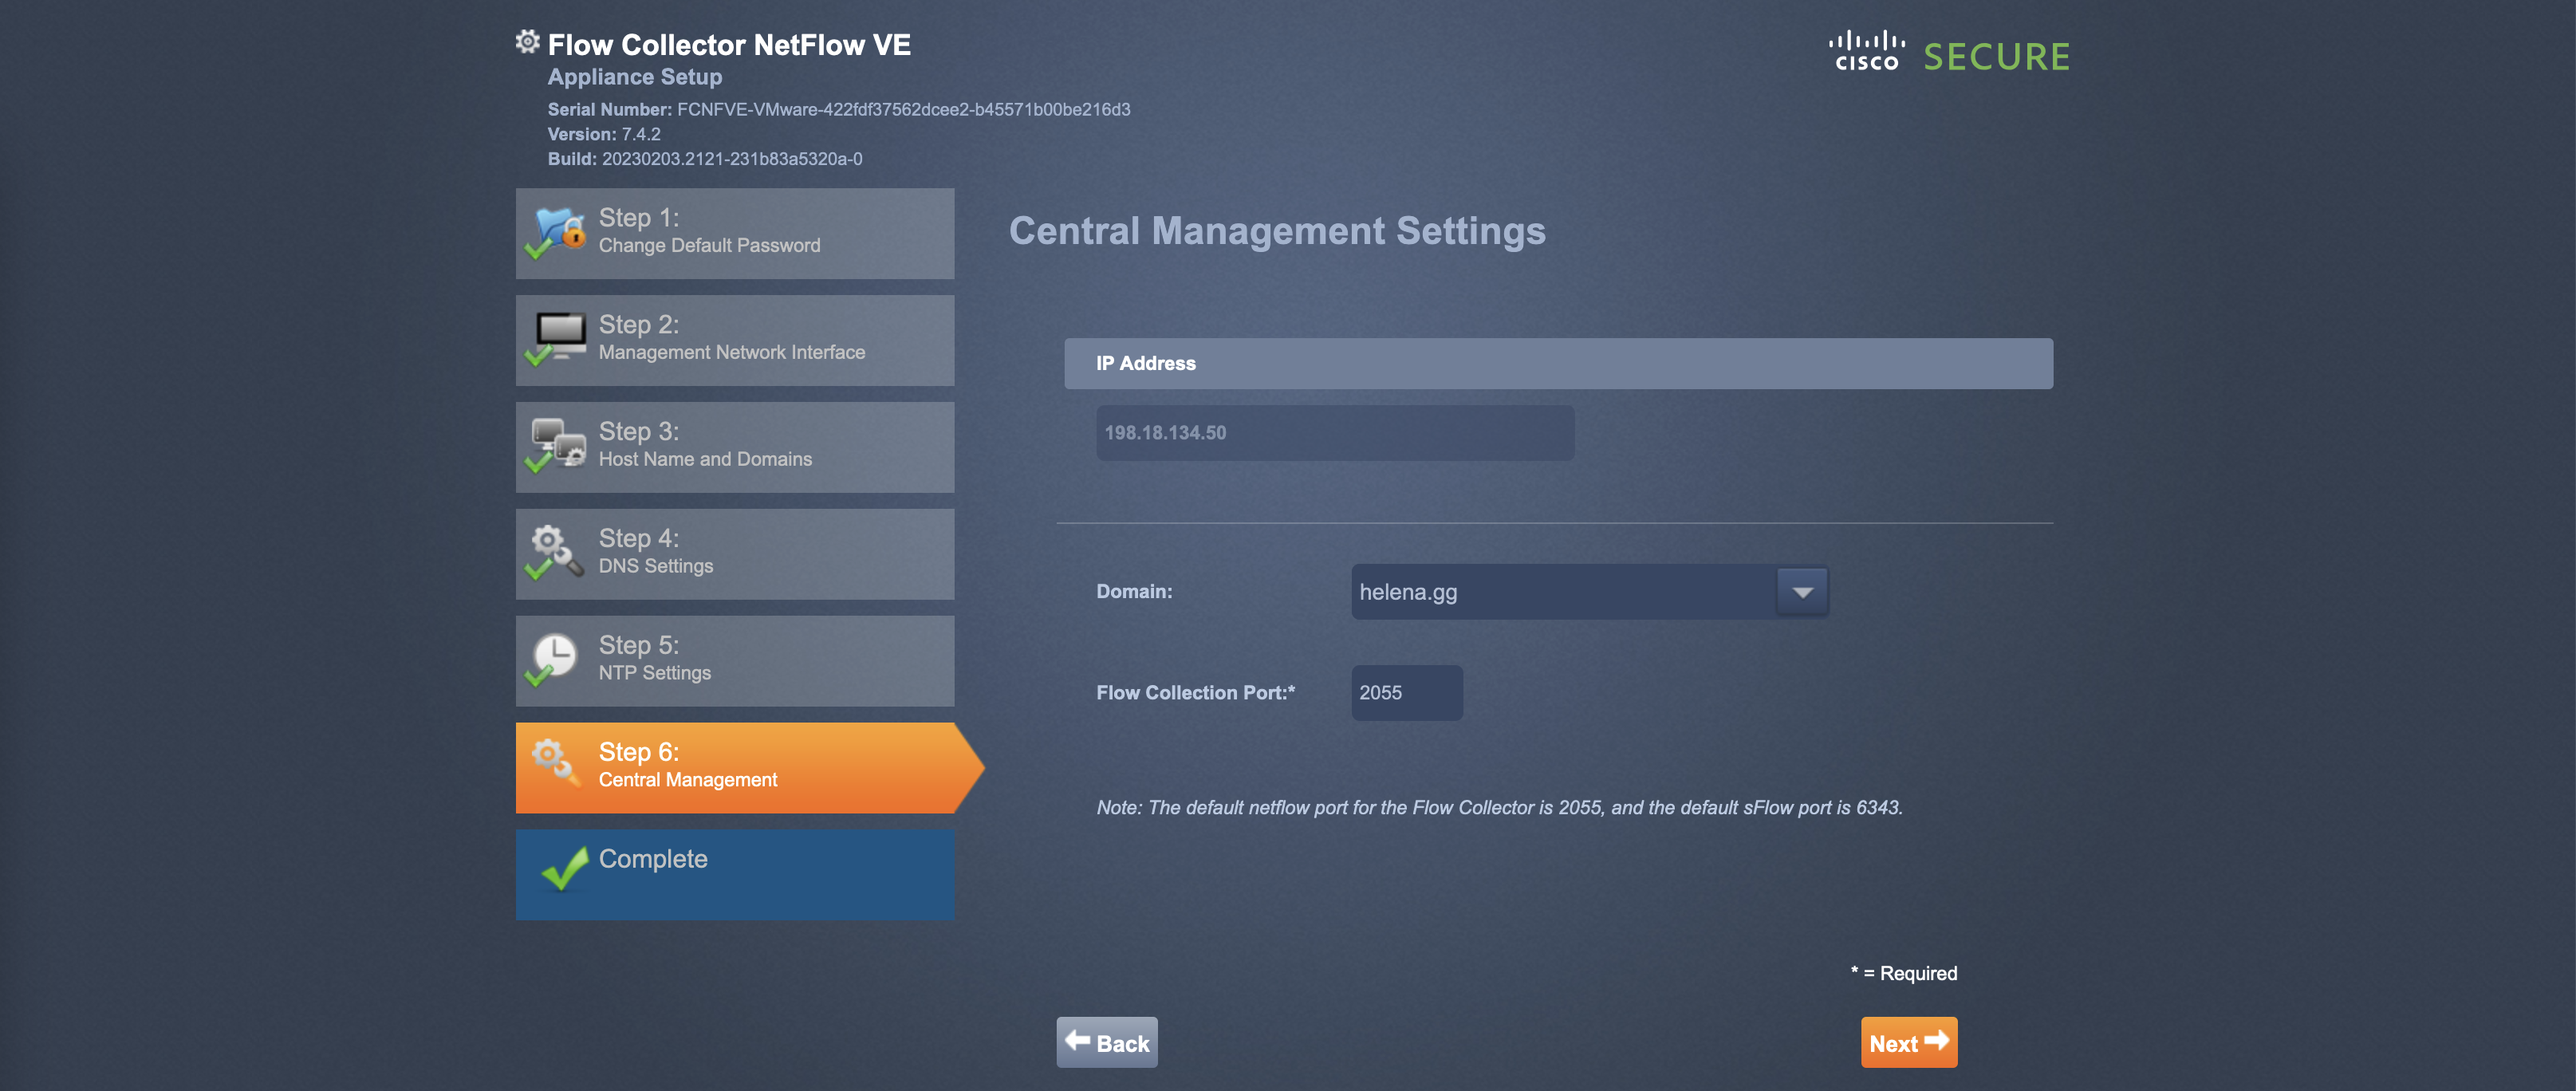 Flow Collector NetFlow VE
Appliance Setup
Serial Number: FCNFVE-VMware-422fdf37562dcee2-b45571b00be216d3
Version: 7.4.2
Build: 20230203.2121-231b83a5320a-0
CISCO SECURE
Step 1:
Change Default Password
Step 2:
Management Network Interface
Step 3:
Host Name and Domains
Step 4:
DNS Settings
Step 5:
NTP Settings
Step 6:
Central Management
Complete
Central Management Settings
IP Address
198.18.134.50
Domain: helena.gg
Flow Collection Port:* 2055
Note: The default netflow port for the Flow Collector is 2055, and the default sFlow port is 6343.
* = Required
Back
Next